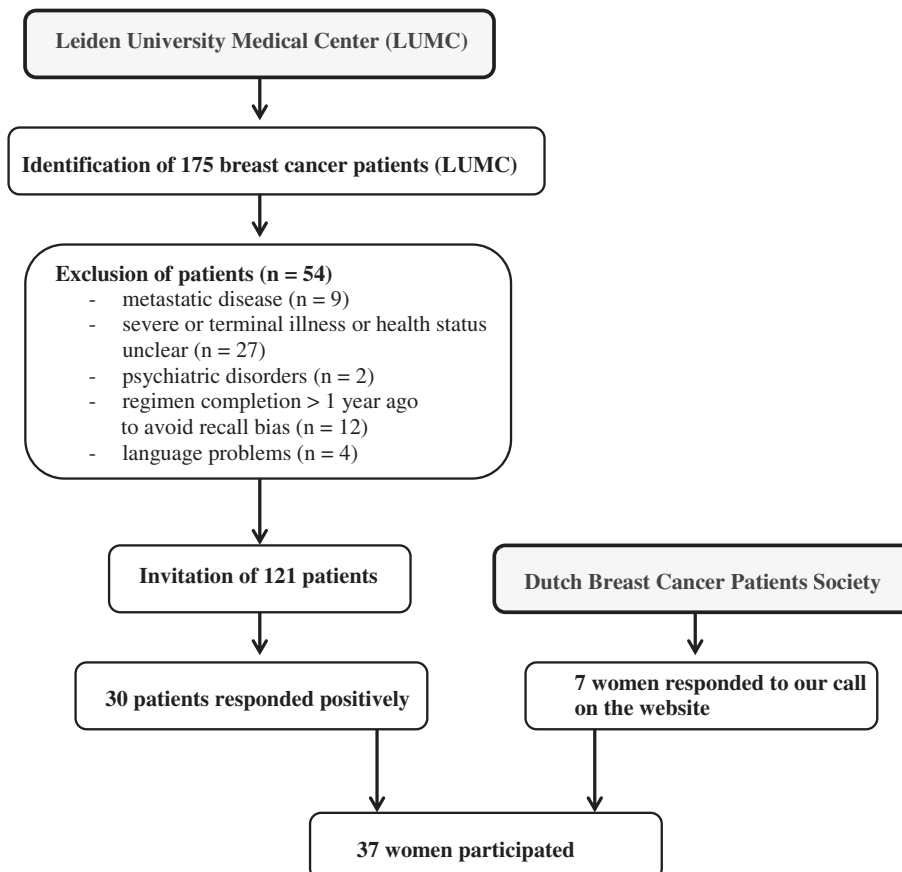 Leiden University Medical Center (LUMC)
Identification of 175 breast cancer patients (LUMC)
Exclusion of patients (n = 54)
- metastatic disease (n = 9)
- severe or terminal illness or health status
unclear (n = 27)
- psychiatric disorders (n = 2)
- regimen completion > 1 year ago
to avoid recall bias (n = 12)
- language problems (n = 4)
Invitation of 121 patients
Dutch Breast Cancer Patients Society
30 patients responded positively
7 women responded to our call
on the website
37 women participated